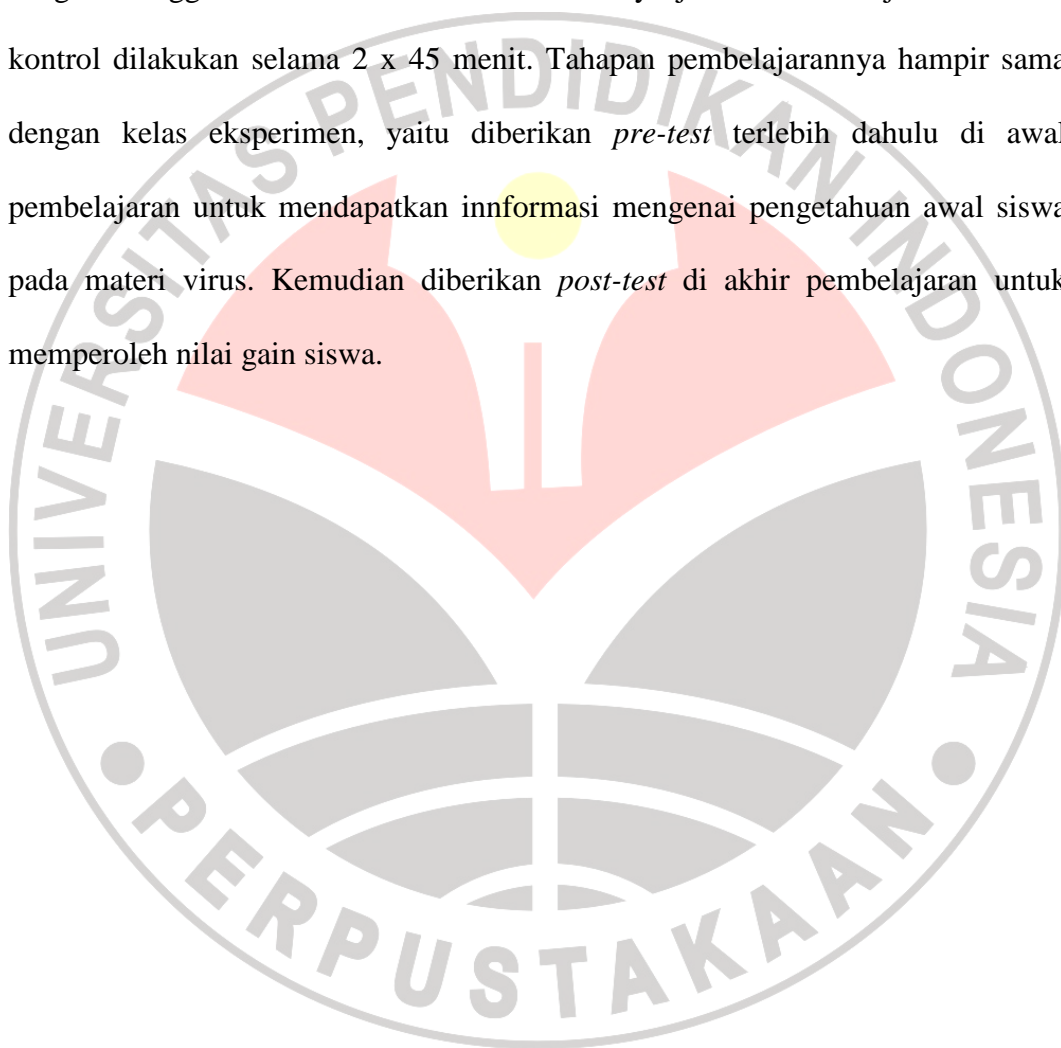 kontrol dilakukan selama 2 x 45 menit. Tahapan pembelajarannya hampir sama
dengan kelas eksperimen, yaitu diberikan pre-test terlebih dahulu di awal
pembelajaran untuk mendapatkan innformasi mengenai pengetahuan awal siswa
pada materi virus. Kemudian diberikan post-test di akhir pembelajaran untuk
memperoleh nilai gain siswa.
UNIVERSITAS PENDIDIKAN INDONESIA
PERPUSTAKAAN